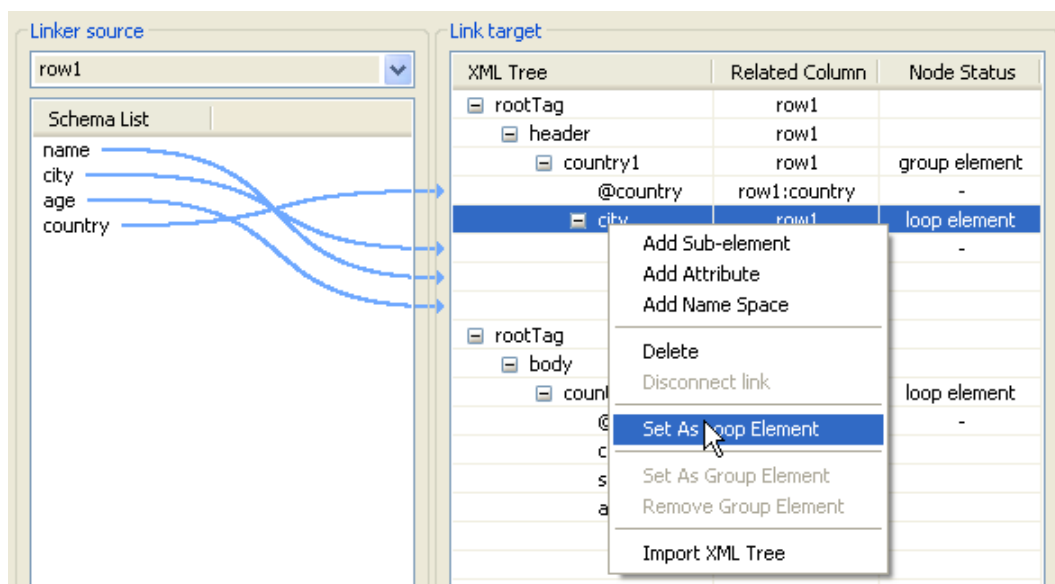 Linker source
row1
Schema List
name
city
age
country
Link target
XML Tree Related Column Node Status
rootTag row1
header row1
country1 row1 group element
@country row1:country -
city row1 loop element
-
rootTag
body
loop element
-
Add Sub-element
Add Attribute
Add Name Space
Delete
Disconnect link
Set As Loop Element
Set As Group Element
Remove Group Element
Import XML Tree